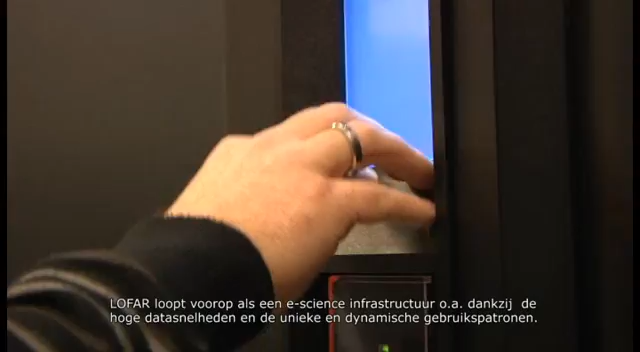 LOFAR loopt voorop als een e-science infrastructuur o.a. dankzij  de
hoge datasnelheden en de unieke en dynamische gebruikspatronen.